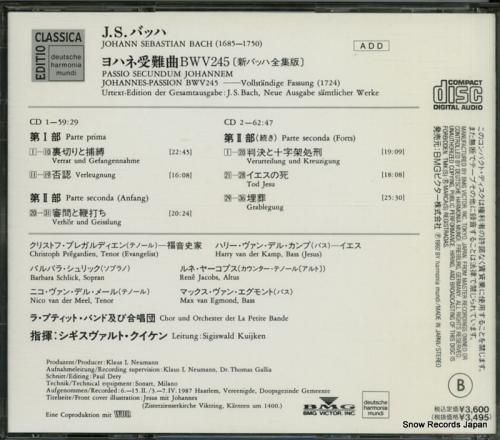 EDITIO CLASSICA
deutsche harmonia mundi
J.S.バッハ
JOHANN SEBASTIAN BACH (1685—1750)
ADD
ヨハネ受難曲BWV245〔新バッハ全集版〕
PASSIO SECUNDUM JOHANNEM
JOHANNES-PASSION BWV245 ——Vollständige Fassung (1724)
Urtext-Edition der Gesamtausgabe: J.S. Bach, Neue Ausgabe sämtlicher Werke
COMPACT disc DIGITAL AUDIO
CD 1—59:29
第I部 Parte prima
1—10 裏切りと捕縛 [22:45]
Verrat und Gefangennahme
11—19 否認 Verleugnung [16:08]
第II部 Parte seconda (Anfang)
20—31 審問と鞭打ち [20:24]
Verhör und Geisslung
CD 2—62:47
第II部(続き) Parte seconda (Forts)
1—20 判決と十字架処刑 [19:09]
Verurteilung und Kreuzigung
21—28 イエスの死 [18:08]
Tod Jesu
29—36 埋葬 [25:30]
Grablegung
クリストフ・プレガルディエン(テノール)—福音史家
Christoph Prégardien, Tenor (Evangelist)
ハリー・ヴァン・デル・カンプ(バス)—イエス
Harry van der Kamp, Bass (Jesus)
バルバラ・シュリック(ソプラノ)
Barbara Schlick, Sopran
ルネ・ヤーコプス(カウンター・テノール[アルト])
René Jacobs, Altus
ニコ・ヴァン・デル・メール(テノール)
Nico van der Meel, Tenor
マックス・ヴァン・エグモント(バス)
Max van Egmond, Bass
ラ・プティット・バンド及び合唱団 Chor und Orchester der La Petite Bande
指揮:シギスヴァルト・クイケン Leitung: Sigiswald Kuijken
Produzent/Producer: Klaus L Neumann
Aufnahmeleitung/Recording supervision: Klaus L Neumann, Dr. Thomas Gallia
Schnitt/Editing: Paul Dery
Technik/Technical equipment: Sonart, Milano
Aufgenommen/Recorded: 6.—15.II./3.—7.IV. 1987 Haarlem, Vereenigde, Doopsgezinde Gemeente
Titelseite/Front cover illustration: Jesus mit Johannes
(Zisterzienserkirche Viktring, Kärnten um 1400.)
Eine Coproduktion mit WDR
BMG
BMG VICTOR, INC.
deutsche harmonia mundi
B
税込定価¥3,600
(税抜価格¥3,495)
発売元:BMGビクター株式会社
Snow Records Japan